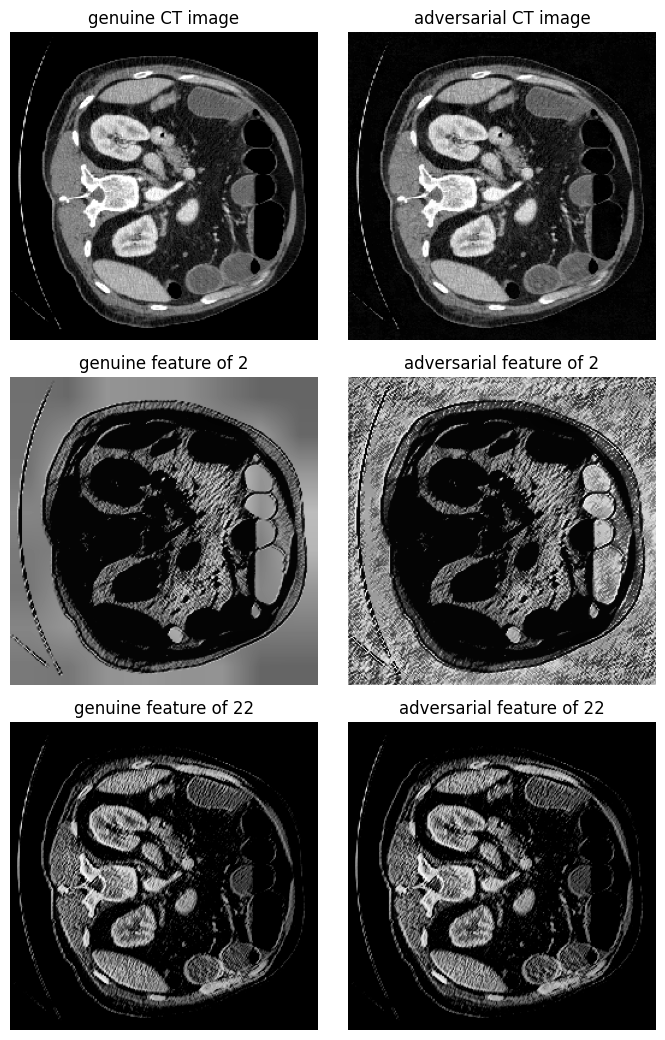 genuine CT image
adversarial CT image
genuine feature of 2
adversarial feature of 2
genuine feature of 22
adversarial feature of 22